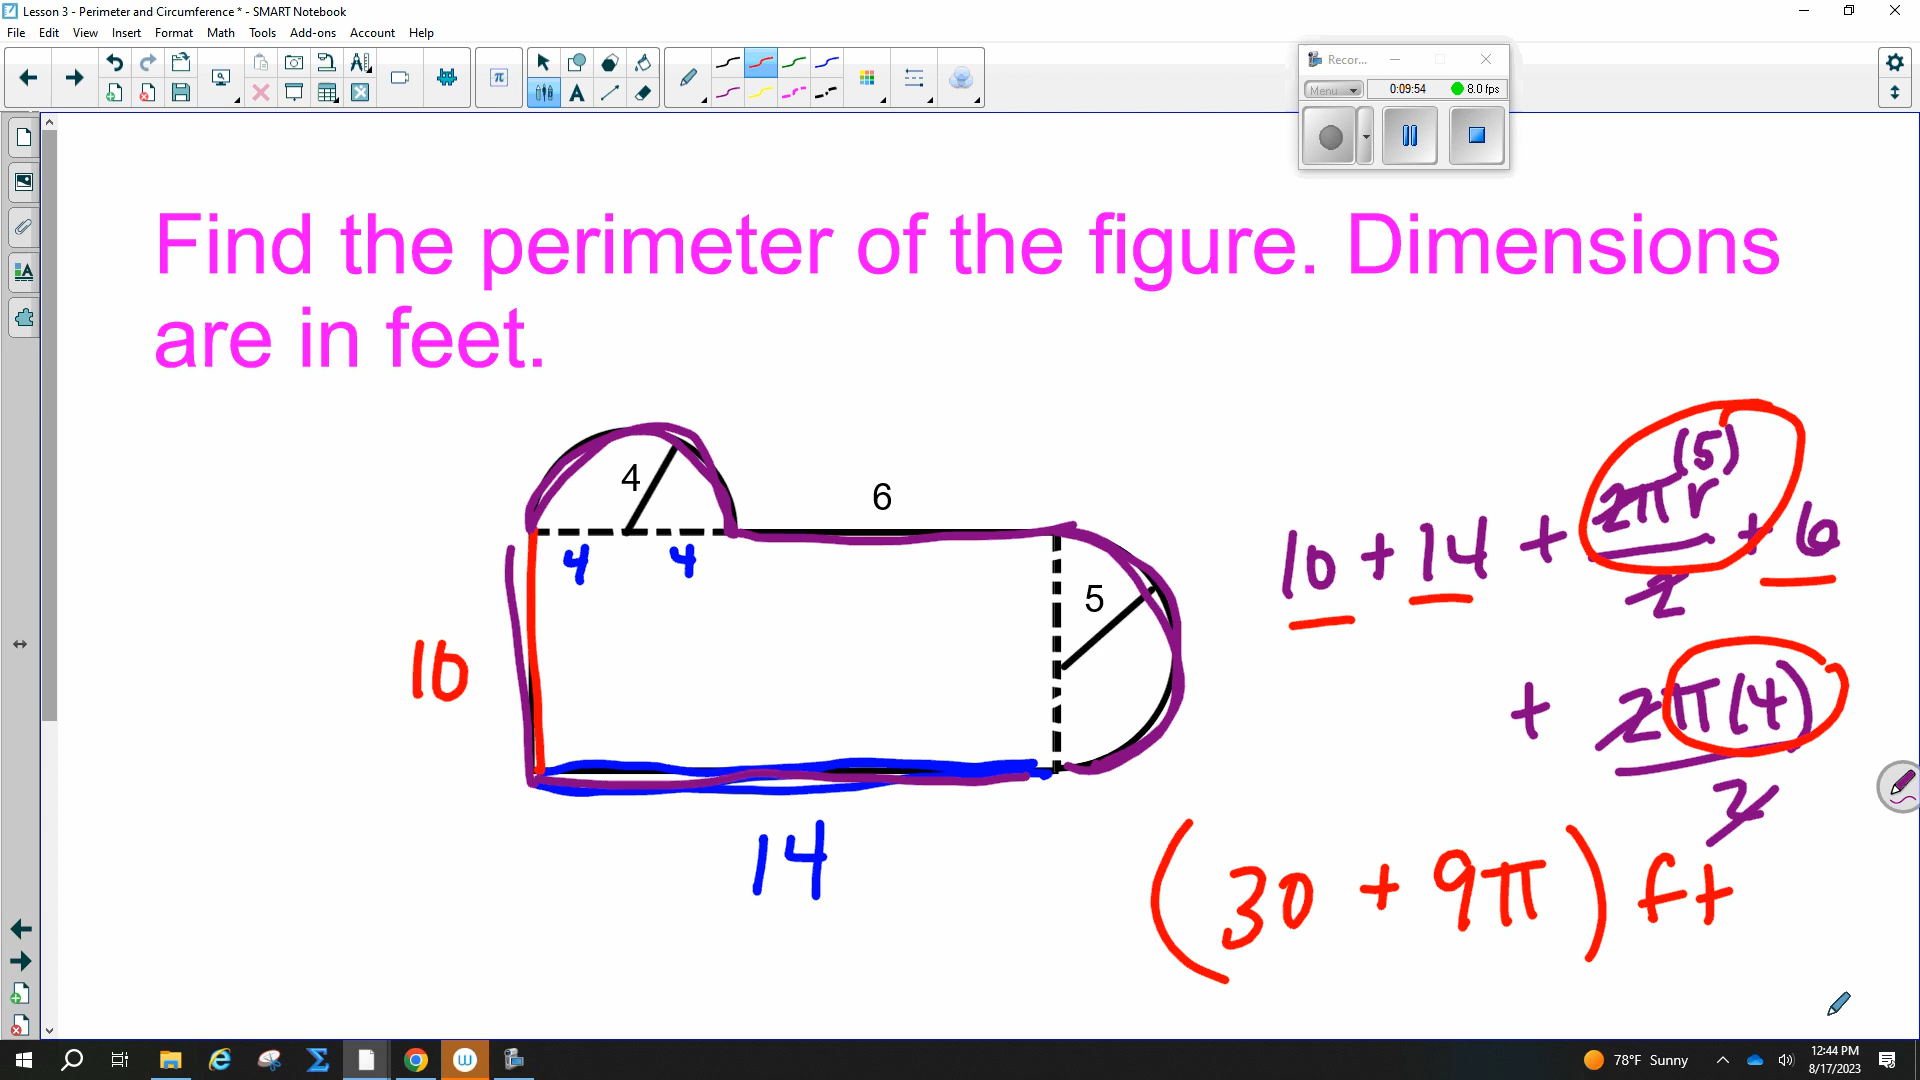 Lesson 3 - Perimeter and Circumference * - SMART Notebook
File Edit View Insert Format Math Tools Add-ons Account Help
Recor...
Menu 0:09:54 8.0 fps
Find the perimeter of the figure. Dimensions
are in feet.
4
6
4 4
5
10
14
(5)
10 + 14 + 2πr + 6
2
+ 2π(4)
2
(30 + 9π) ft
78°F Sunny
12:44 PM
8/17/2023